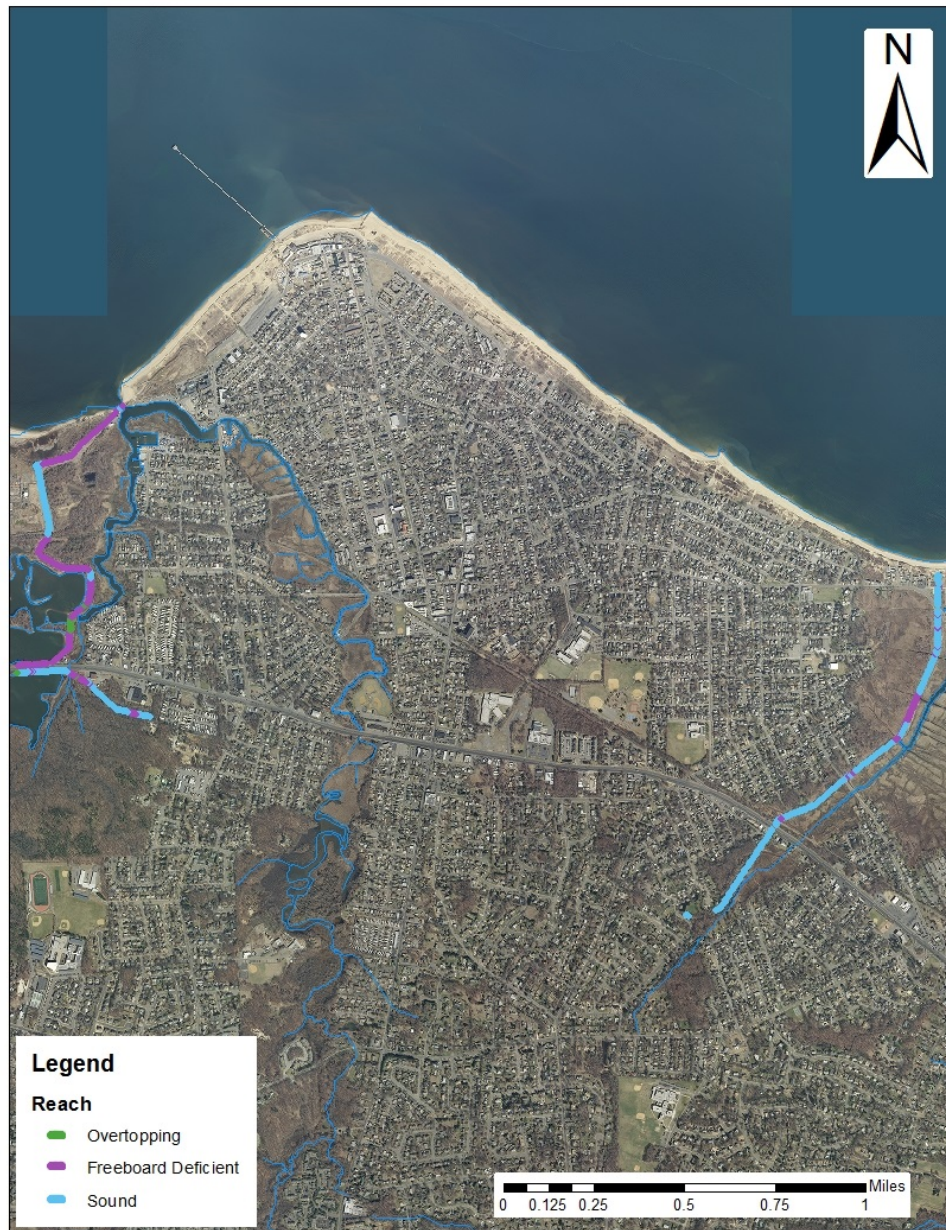 N
Legend
Reach
Overtopping
Freeboard Deficient
Sound
Miles
0 0.125 0.25 0.5 0.75 1